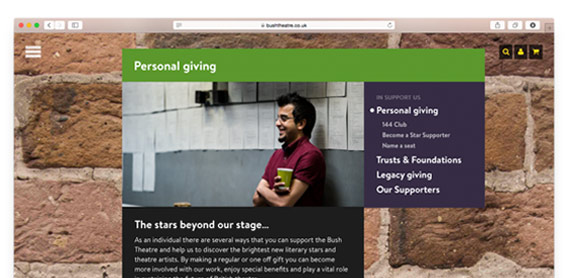 bushtheatre.co.uk
Personal giving
IN SUPPORT US
Personal giving
144 Club
Become a Star Supporter
Name a seat
Trusts & Foundations
Legacy giving
Our Supporters
The stars beyond our stage...
As an individual there are several ways that you can support the Bush
Theatre and help us to discover the brightest new literary stars and
theatre artists. By making a regular or one off gift you can become
more involved with our work, enjoy special benefits and play a vital role